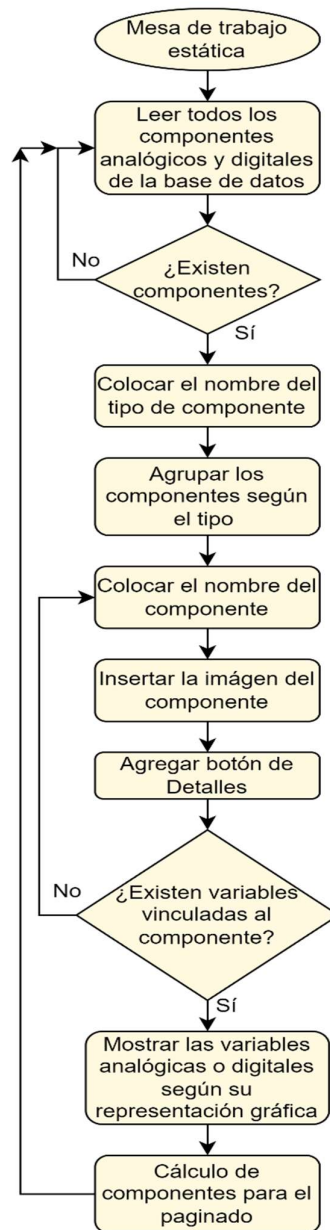 Mesa de trabajo
estática
Leer todos los
componentes
analógicos y digitales
de la base de datos
No
¿Existen
componentes?
Sí
Colocar el nombre del
tipo de componente
Agrupar los
componentes según
el tipo
Colocar el nombre del
componente
Insertar la imágen del
componente
Agregar botón de
Detalles
No
¿Existen variables
vinculadas al
componente?
Sí
Mostrar las variables
analógicas o digitales
según su
representación gráfica
Cálculo de
componentes para el
paginado